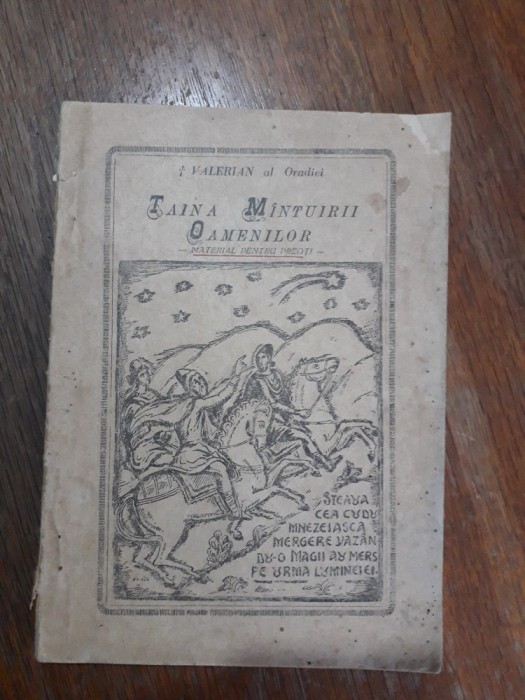 † VALERIAN al Oradiei
TAINA MÎNTUIRII
OAMENILOR
— MATERIAL PENTRU PREOȚI —
STEAUA
CEA CU DU
MNEZEIASCĂ
MERGERE VĂZÂN
DU-O MAGII AU MERS
PE URMA LUMINEI EI